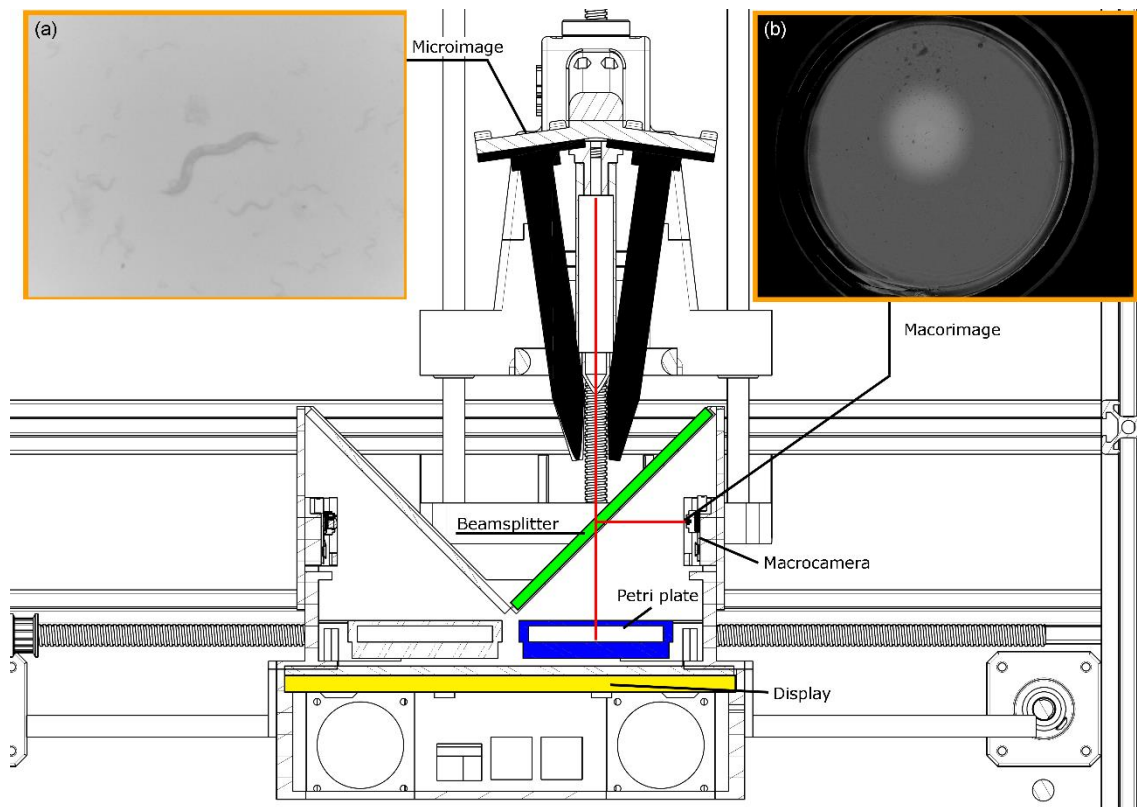 (a)
Microimage
(b)
Macorimage
Beamsplitter
Macrocamera
Petri plate
Display